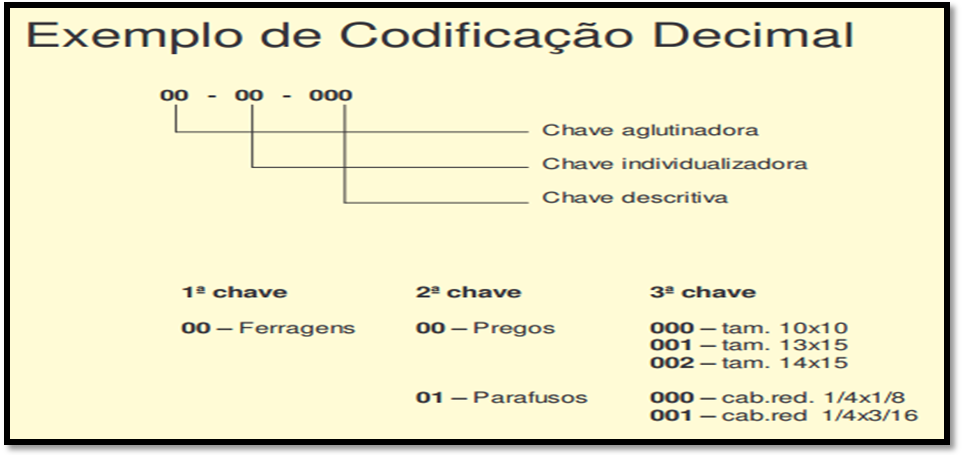 Exemplo de Codificação Decimal
00 - 00 - 000
Chave aglutinadora
Chave individualizadora
Chave descritiva
1ª chave 2ª chave 3ª chave
00 – Ferragens 00 – Pregos 000 – tam. 10x10
001 – tam. 13x15
002 – tam. 14x15
01 – Parafusos 000 – cab.red. 1/4x1/8
001 – cab.red 1/4x3/16